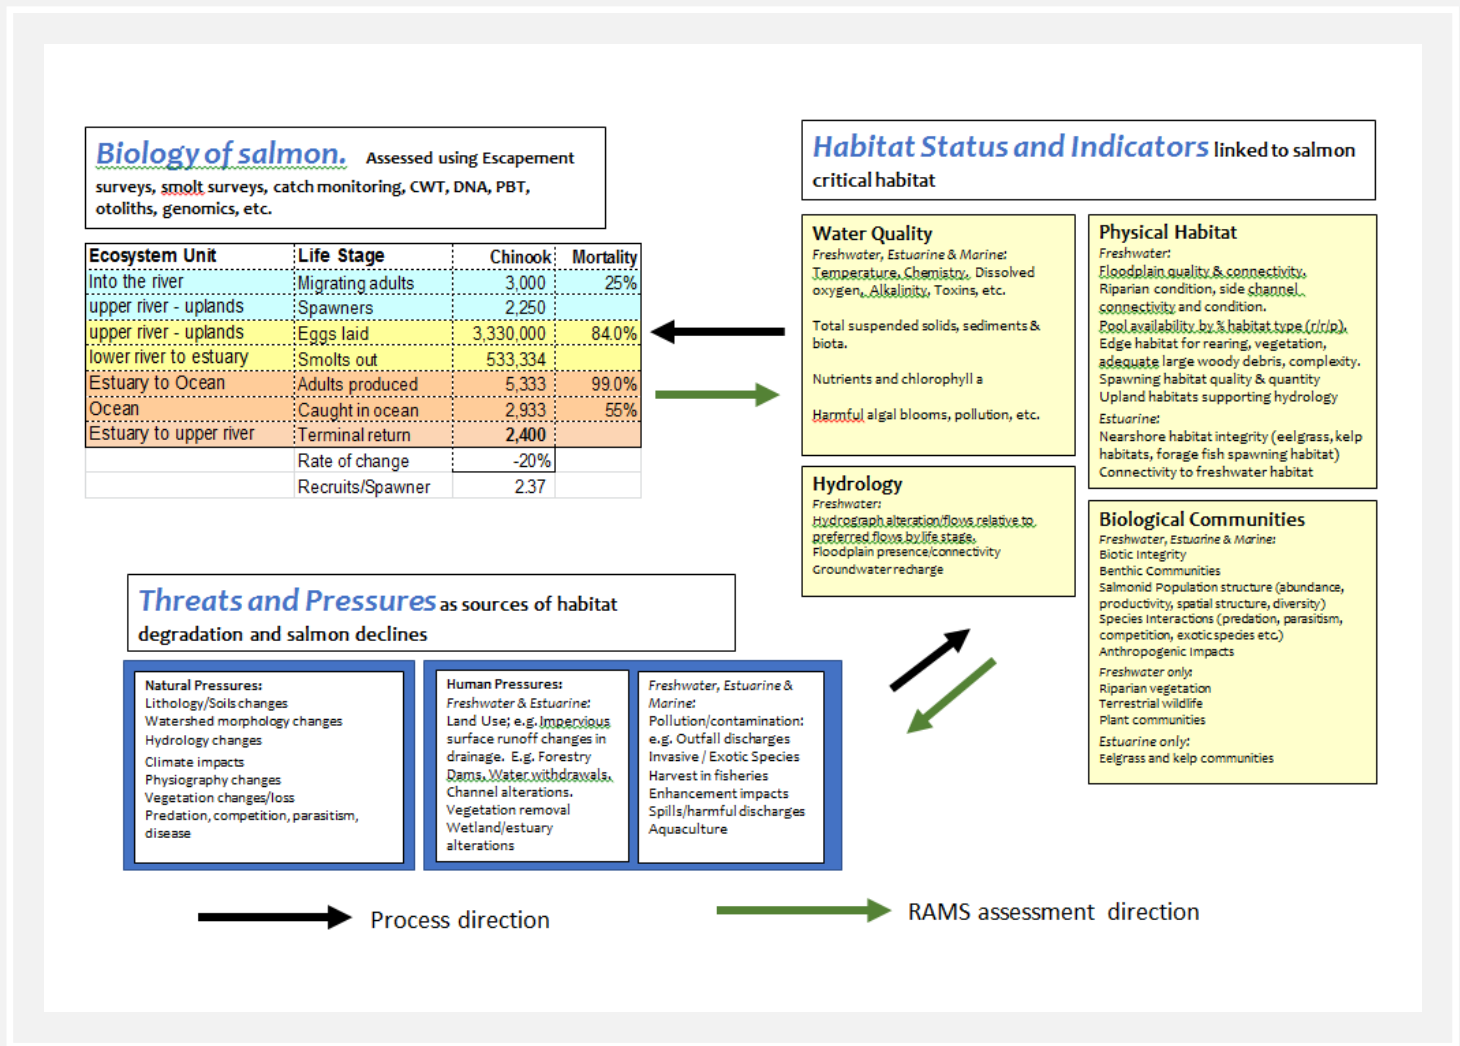 Biology of salmon. Assessed using Escapement
surveys, smolt surveys, catch monitoring, CWT, DNA, PBT,
otoliths, genomics, etc.
Ecosystem Unit Life Stage Chinook Mortality
Into the river Migrating adults 3,000 25%
upper river - uplands Spawners 2,250
upper river - uplands Eggs laid 3,330,000 84.0%
lower river to estuary Smolts out 533,334
Estuary to Ocean Adults produced 5,333 99.0%
Ocean Caught in ocean 2,933 55%
Estuary to upper river Terminal return 2,400
Rate of change -20%
Recruits/Spawner 2.37
Habitat Status and Indicators linked to salmon
critical habitat
Water Quality
Freshwater, Estuarine & Marine:
Temperature, Chemistry, Dissolved
oxygen, Alkalinity, Toxins, etc.
Total suspended solids, sediments &
biota.
Nutrients and chlorophyll a
Harmful algal blooms, pollution, etc.
Hydrology
Freshwater:
Hydrograph alteration/flows relative to
preferred flows by life stage.
Floodplain presence/connectivity
Groundwater recharge
Physical Habitat
Freshwater:
Floodplain quality & connectivity.
Riparian condition, side channel
connectivity and condition.
Pool availability by % habitat type (r/r/p).
Edge habitat for rearing, vegetation,
adequate large woody debris, complexity.
Spawning habitat quality & quantity
Upland habitats supporting hydrology
Estuarine:
Nearshore habitat integrity (eelgrass, kelp
habitats, forage fish spawning habitat)
Connectivity to freshwater habitat
Biological Communities
Freshwater, Estuarine & Marine:
Biotic Integrity
Benthic Communities
Salmonid Population structure (abundance,
productivity, spatial structure, diversity)
Species Interactions (predation, parasitism,
competition, exotic species etc.)
Anthropogenic Impacts
Freshwater only:
Riparian vegetation
Terrestrial wildlife
Plant communities
Estuarine only:
Eelgrass and kelp communities
Threats and Pressures as sources of habitat
degradation and salmon declines
Natural Pressures:
Lithology/Soils changes
Watershed morphology changes
Hydrology changes
Climate impacts
Physiography changes
Vegetation changes/loss
Predation, competition, parasitism,
disease
Human Pressures:
Freshwater & Estuarine:
Land Use; e.g. Impervious
surface runoff changes in
drainage. E.g. Forestry
Dams, Water withdrawals.
Channel alterations.
Vegetation removal
Wetland/estuary
alterations
Freshwater, Estuarine &
Marine:
Pollution/contamination:
e.g. Outfall discharges
Invasive / Exotic Species
Harvest in fisheries
Enhancement impacts
Spills/harmful discharges
Aquaculture
Process direction
RAMS assessment direction